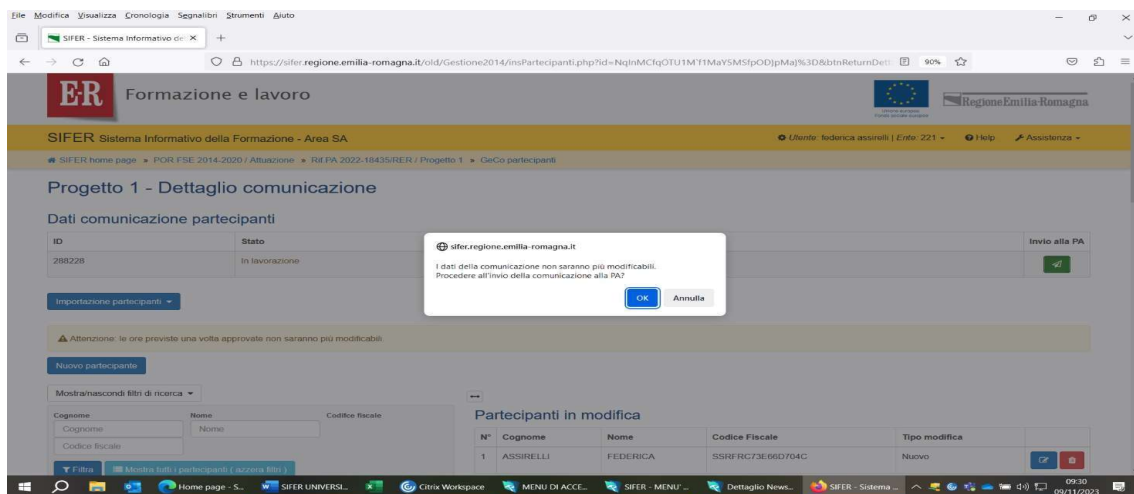 File Modifica Visualizza Cronologia Segnalibri Strumenti Aiuto
SIFER - Sistema Informativo de
https://sifer.regione.emilia-romagna.it/old/Gestione2014/insPartecipanti.php
90%
E·R Formazione e lavoro
RegioneEmilia-Romagna
SIFER Sistema Informativo della Formazione - Area SA
Utente: federica assirelli | Ente: 221 Help Assistenza
SIFER home page » POR FSE 2014-2020 / Attuazione » Rif.PA 2022-18435/RER / Progetto 1 » GeCo partecipanti
Progetto 1 - Dettaglio comunicazione
Dati comunicazione partecipanti
ID Stato Invio alla PA
288228 In lavorazione
sifer.regione.emilia-romagna.it
I dati della comunicazione non saranno più modificabili.
Procedere all'invio della comunicazione alla PA?
OK Annulla
Importazione partecipanti
Attenzione: le ore previste una volta approvate non saranno più modificabili
Nuovo partecipante
Mostra/nascondi filtri di ricerca
Cognome Nome Codice fiscale
Cognome Nome
Codice fiscale
Filtra Mostra tutti i partecipanti ( azzera filtri )
Partecipanti in modifica
N° Cognome Nome Codice Fiscale Tipo modifica
1 ASSIRELLI FEDERICA SSRFRC73E66D704C Nuovo
Home page - S... SIFER UNIVERSI... Citrix Workspace MENU DI ACCE... SIFER - MENU' ... Dettaglio News... SIFER - Sistema ...
09:30
09/11/2023